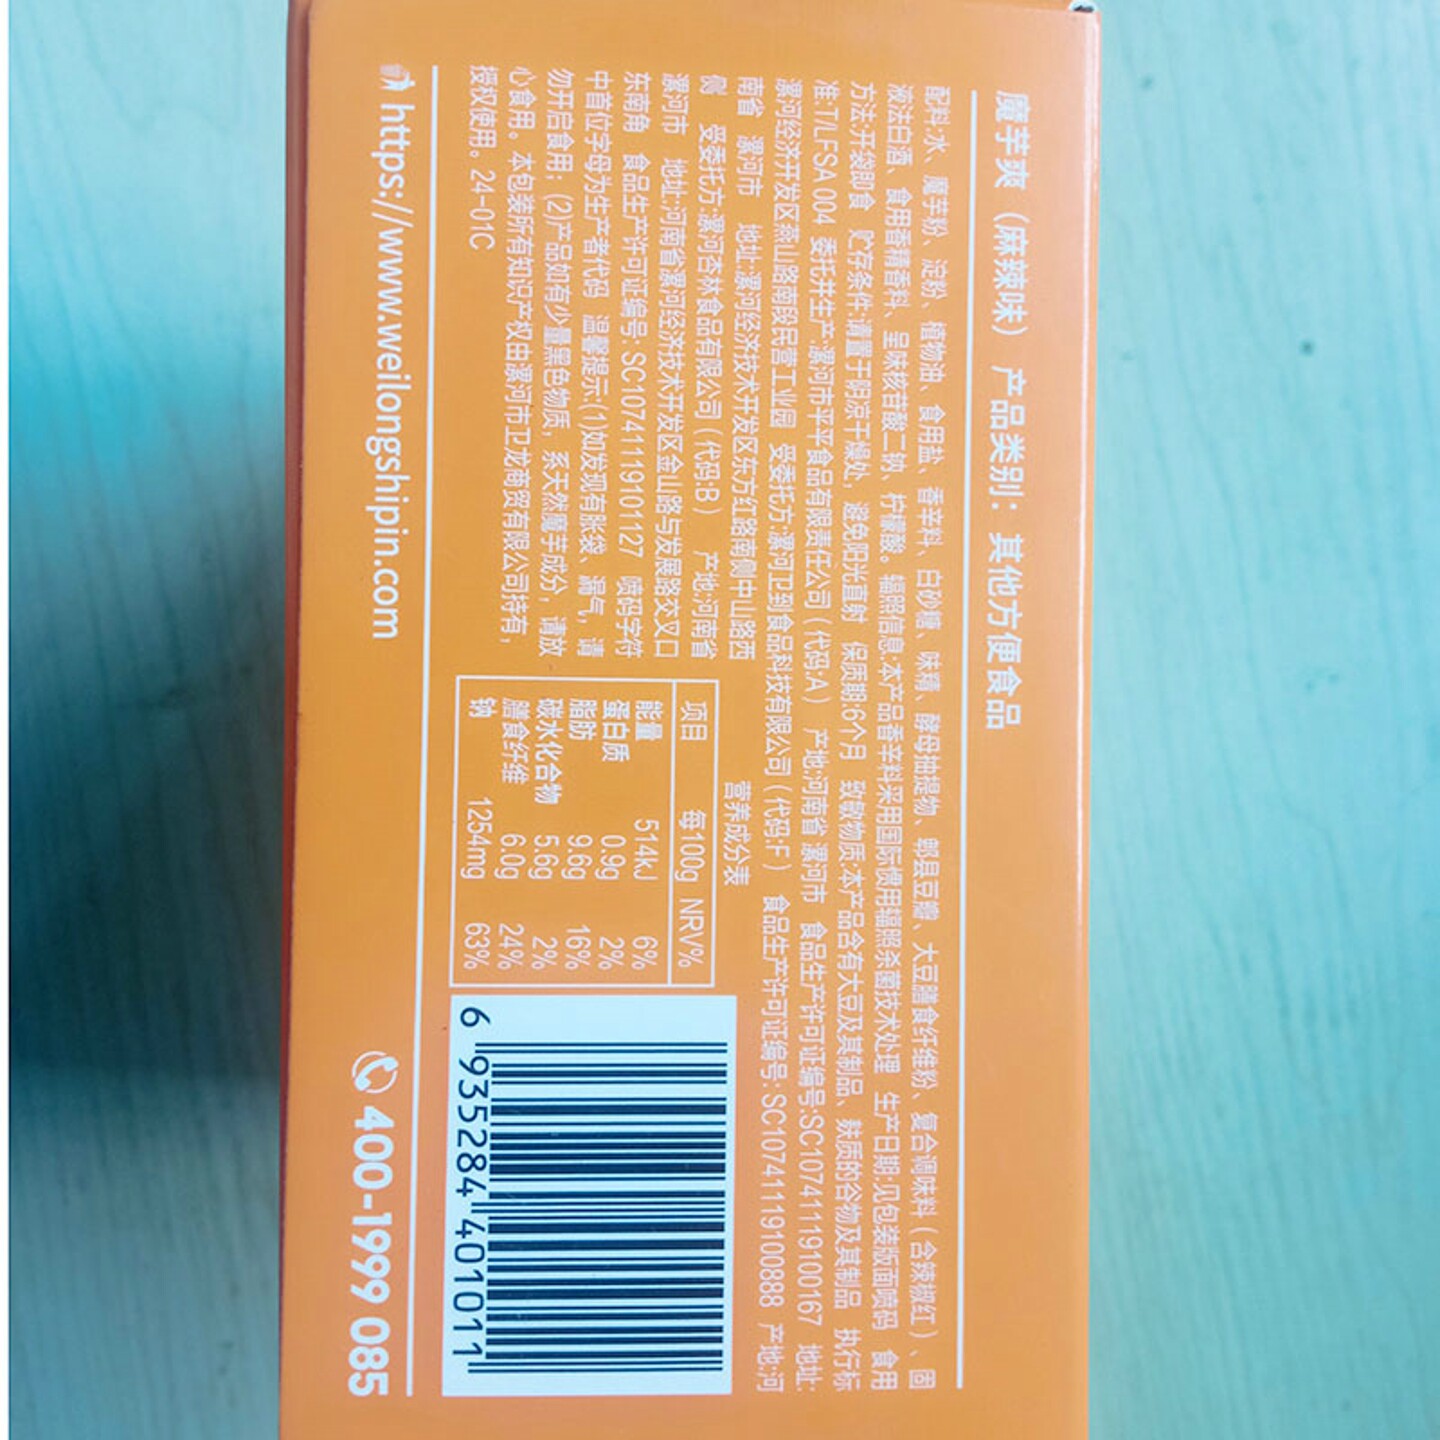 魔芋爽（麻辣味） 产品类别：其他方便食品
配料:水、魔芋粉、淀粉、植物油、食用盐、香辛料、白砂糖、味精、酵母抽提物、郫县豆瓣、大豆膳食纤维粉、复合调味料（含辣椒红）、固
液法白酒、食用香精香料、呈味核苷酸二钠、柠檬酸。辐照信息:本产品香辛料采用国际惯用辐照杀菌技术处理 生产日期:见包装版面喷码 食用
方法:开袋即食 贮存条件:请置于阴凉干燥处，避免阳光直射 保质期:6个月 致敏物质:本产品含有大豆及其制品、麸质的谷物及其制品 执行标
准:T/LFSA 004 委托并生产:漯河市平平食品有限责任公司（代码:A） 产地:河南省 漯河市 食品生产许可证编号:SC10741119100167 地址:
漯河经济开发区燕山路南段民营工业园 受委托方:漯河卫到食品科技有限公司（代码:F） 食品生产许可证编号:SC10741119100888 产地:河
南省 漯河市 地址:漯河经济技术开发区东方红路南侧中山路西
侧 受委托方:漯河杏林食品有限公司（代码:B） 产地:河南省
漯河市 地址:河南省漯河经济技术开发区金山路与发展路交叉口
东南角 食品生产许可证编号: SC10741119101127 喷码字符
中首位字母为生产者代码 温馨提示:(1)如发现有胀袋、漏气，请
勿开启食用；(2)产品如有少量黑色物质，系天然魔芋成分，请放
心食用。本包装所有知识产权由漯河市卫龙商贸有限公司持有，
授权使用。24-01C
营养成分表
项目 每100g NRV%
能量 514kJ 6%
蛋白质 0.9g 2%
脂肪 9.6g 16%
碳水化合物 5.6g 2%
膳食纤维 6.0g 24%
钠 1254mg 63%
6 935284 401011
https://www.weilongshipin.com
400-1999 085